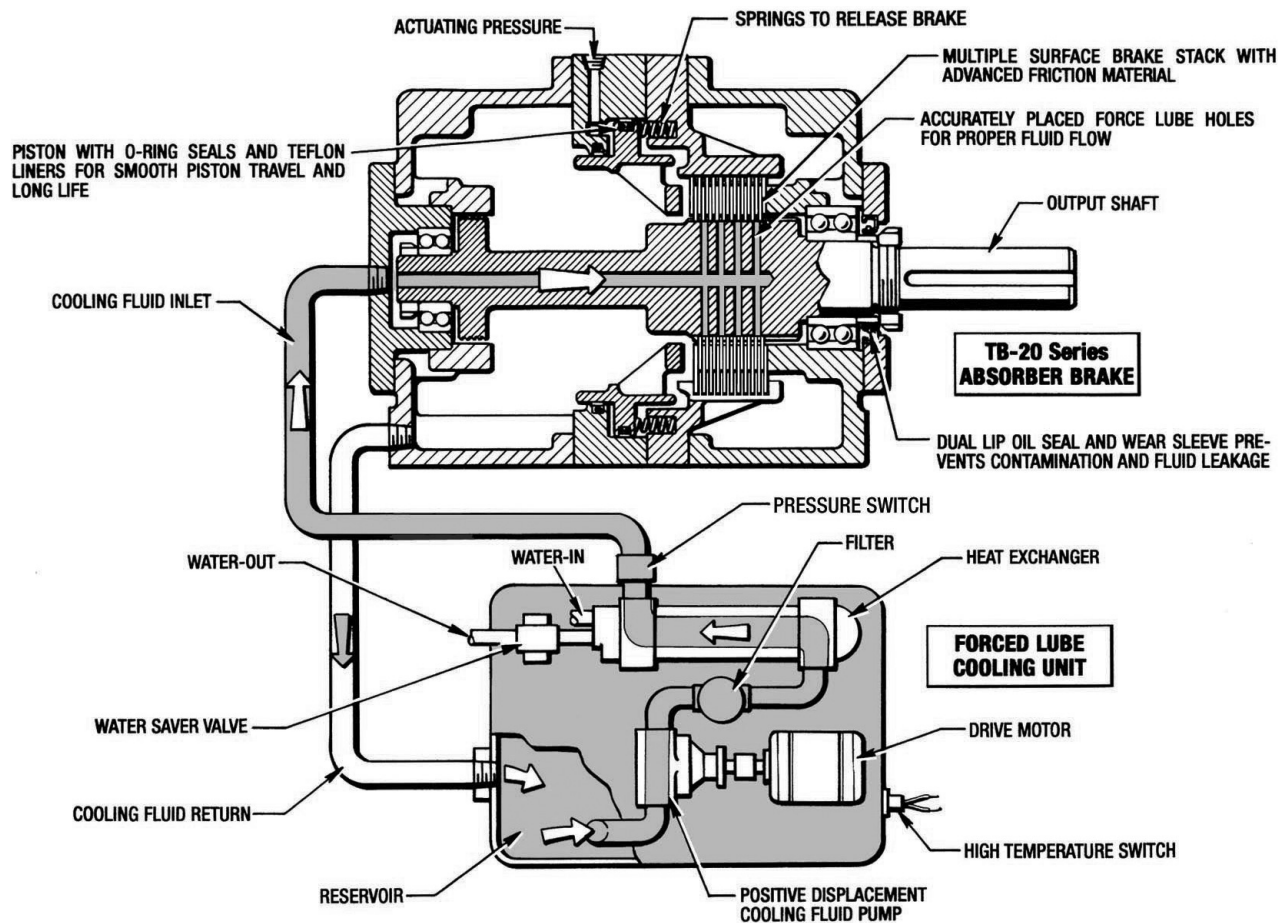 ACTUATING PRESSURE
SPRINGS TO RELEASE BRAKE
MULTIPLE SURFACE BRAKE STACK WITH
ADVANCED FRICTION MATERIAL
ACCURATELY PLACED FORCE LUBE HOLES
FOR PROPER FLUID FLOW
PISTON WITH O-RING SEALS AND TEFLON
LINERS FOR SMOOTH PISTON TRAVEL AND
LONG LIFE
OUTPUT SHAFT
COOLING FLUID INLET
TB-20 Series
ABSORBER BRAKE
DUAL LIP OIL SEAL AND WEAR SLEEVE PRE-
VENTS CONTAMINATION AND FLUID LEAKAGE
PRESSURE SWITCH
WATER-OUT
WATER-IN
FILTER
HEAT EXCHANGER
FORCED LUBE
COOLING UNIT
WATER SAVER VALVE
DRIVE MOTOR
COOLING FLUID RETURN
HIGH TEMPERATURE SWITCH
RESERVOIR
POSITIVE DISPLACEMENT
COOLING FLUID PUMP